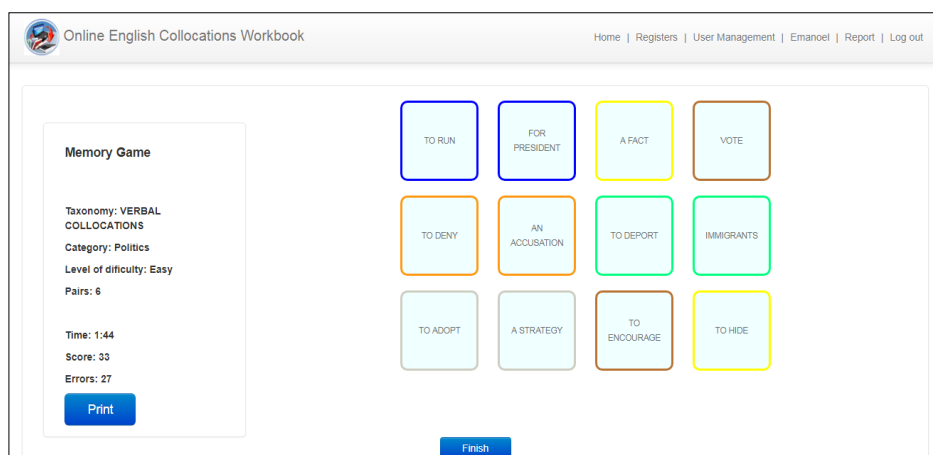 Online English Collocations Workbook
Home | Registers | User Management | Emanoel | Report | Log out
Memory Game
Taxonomy: VERBAL
COLLOCATIONS
Category: Politics
Level of dificulty: Easy
Pairs: 6
Time: 1:44
Score: 33
Errors: 27
Print
TO RUN
FOR
PRESIDENT
A FACT
VOTE
TO DENY
AN
ACCUSATION
TO DEPORT
IMMIGRANTS
TO ADOPT
A STRATEGY
TO
ENCOURAGE
TO HIDE
Finish